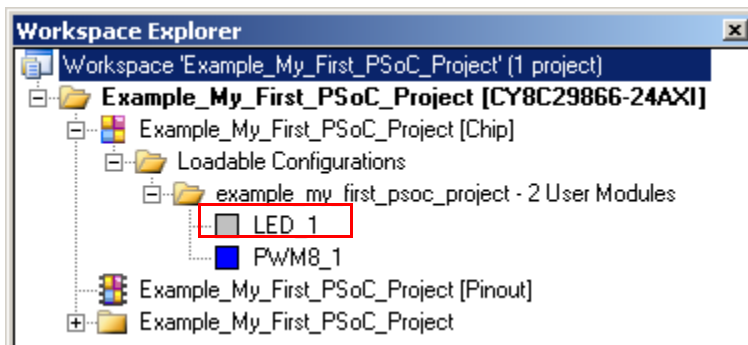 Workspace Explorer
Workspace 'Example_My_First_PSoC_Project' (1 project)
Example_My_First_PSoC_Project [CY8C29866-24AXI]
Example_My_First_PSoC_Project [Chip]
Loadable Configurations
example_my_first_psoc_project - 2 User Modules
LED_1
PWM8_1
Example_My_First_PSoC_Project [Pinout]
Example_My_First_PSoC_Project